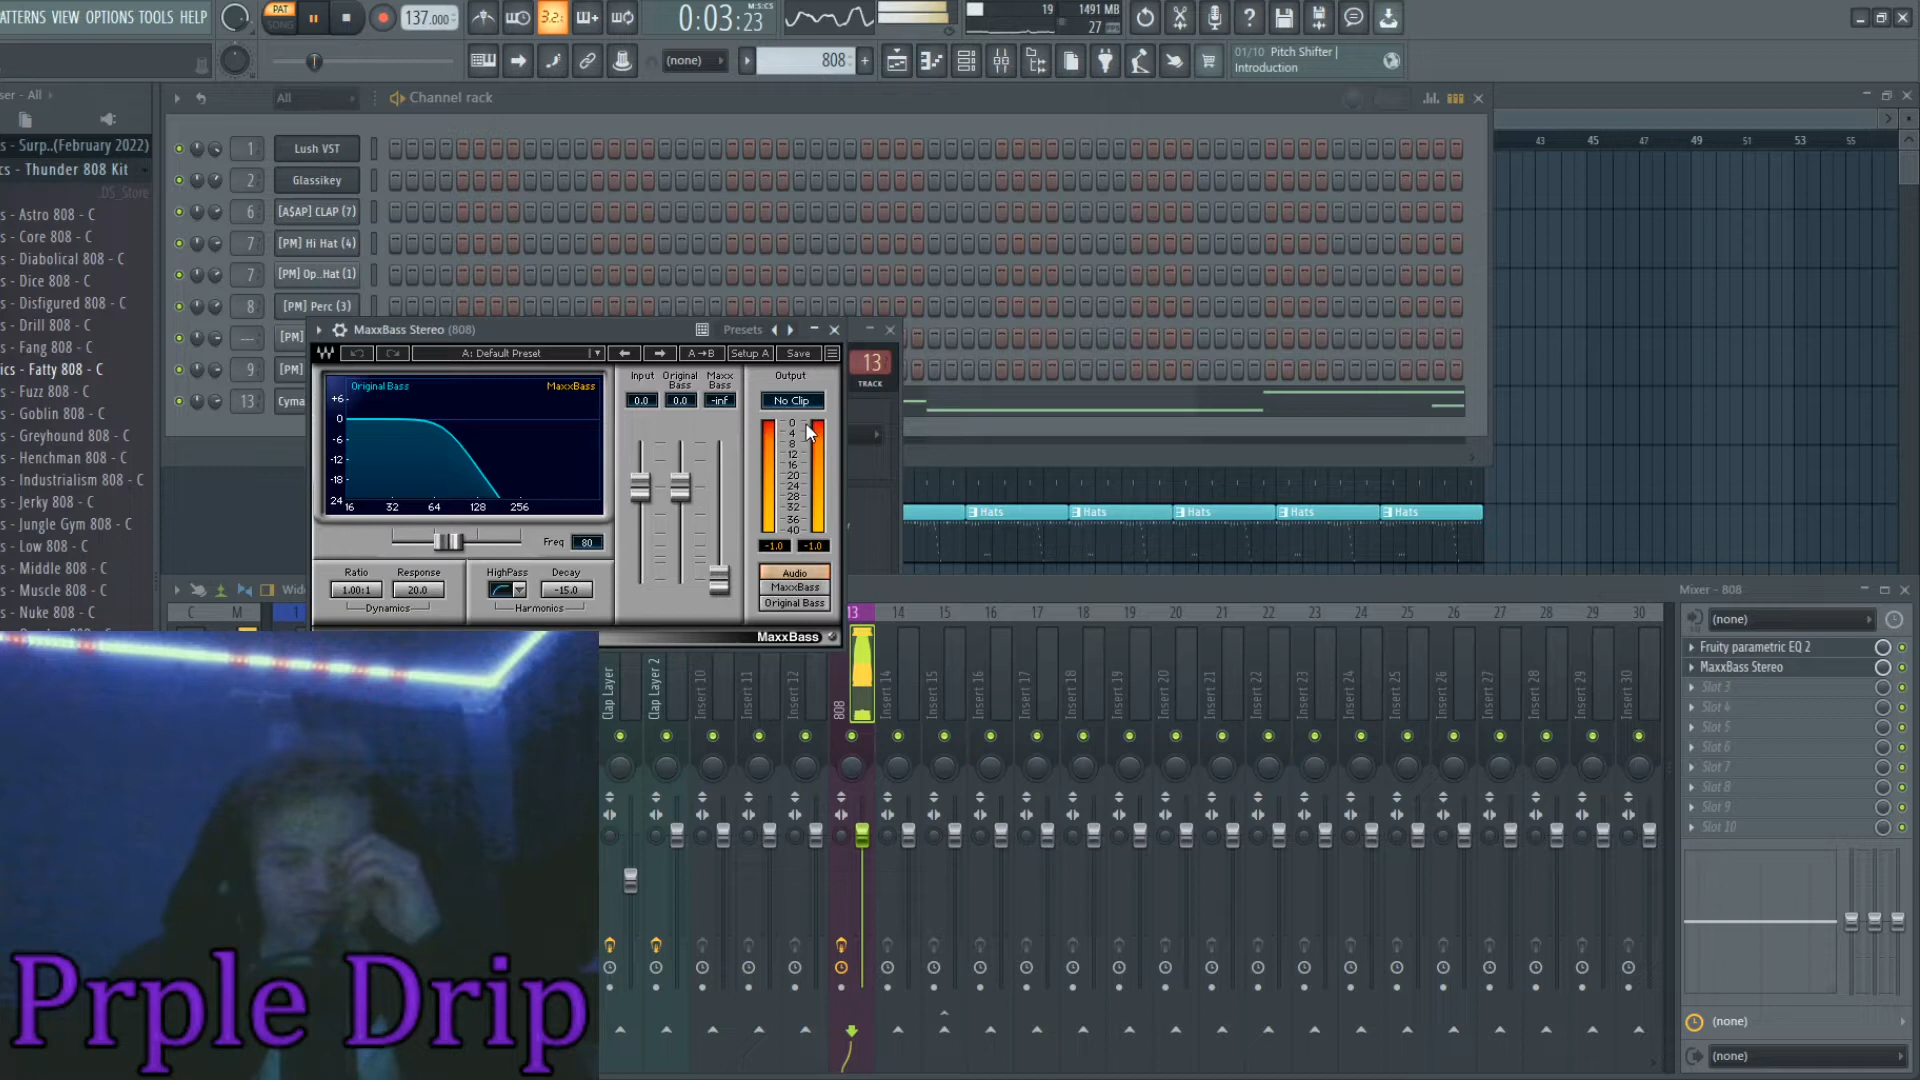 ATTERNS VIEW OPTIONS TOOLS HELP
PAT
SONG
137.000
3.2
0:03:23
M:S:CS
19
1491 MB
27
(none)
808
01/10 Pitch Shifter |
Introduction
ser - All
All
Channel rack
s - Surp..(February 2022)
cs - Thunder 808 Kit
.DS_Store
s - Astro 808 - C
s - Core 808 - C
s - Diabolical 808 - C
s - Dice 808 - C
s - Disfigured 808 - C
s - Drill 808 - C
s - Fang 808 - C
ics - Fatty 808 - C
s - Fuzz 808 - C
s - Goblin 808 - C
s - Greyhound 808 - C
s - Henchman 808 - C
s - Industrialism 808 - C
s - Jerky 808 - C
s - Jungle Gym 808 - C
s - Low 808 - C
s - Middle 808 - C
s - Muscle 808 - C
s - Nuke 808 - C
1 Lush VST
2 Glassikey
6 [A$AP] CLAP (7)
7 [PM] Hi Hat (4)
7 [PM] Op..Hat (1)
8 [PM] Perc (3)
--- [PM]
9 [PM]
13 Cyma
43 45 47 49 51 53 55
MaxxBass Stereo (808)
Presets
A: Default Preset
A→B
Setup A
Save
Original Bass
MaxxBass
+6
0
-6
-12
-18
24
16 32 64 128 256
Freq 80
Input
Original Bass
Maxx Bass
0.0 0.0 -inf
Output
No Clip
0
4
8
12
16
20
24
28
32
36
40
-1.0 -1.0
Audio
MaxxBass
Original Bass
Ratio
1.00:1
Response
20.0
Dynamics
HighPass
Decay
-15.0
Harmonics
MaxxBass
13
TRACK
Hats Hats Hats Hats Hats
Wide
C M 1
13 14 15 16 17 18 19 20 21 22 23 24 25 26 27 28 29 30
Clap Layer
Clap Layer 2
Insert 10
Insert 11
Insert 12
808
Insert 14
Insert 15
Insert 16
Insert 17
Insert 18
Insert 19
Insert 20
Insert 21
Insert 22
Insert 23
Insert 24
Insert 25
Insert 26
Insert 27
Insert 28
Insert 29
Insert 30
Mixer - 808
(none)
Fruity parametric EQ 2
MaxxBass Stereo
Slot 3
Slot 4
Slot 5
Slot 6
Slot 7
Slot 8
Slot 9
Slot 10
(none)
(none)
Prple Drip